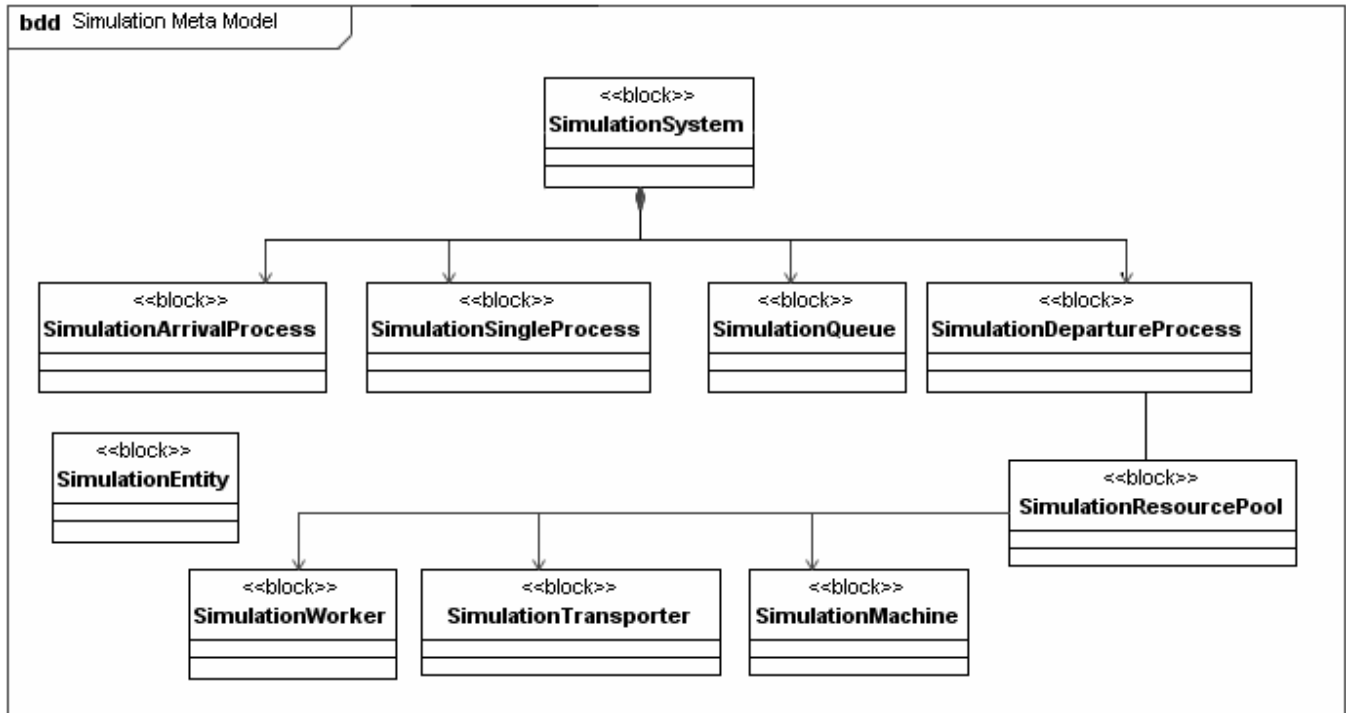 bdd Simulation Meta Model
<<block>>
SimulationSystem
<<block>>
SimulationArrivalProcess
<<block>>
SimulationSingleProcess
<<block>>
SimulationQueue
<<block>>
SimulationDepartureProcess
<<block>>
SimulationEntity
<<block>>
SimulationResourcePool
<<block>>
SimulationWorker
<<block>>
SimulationTransporter
<<block>>
SimulationMachine